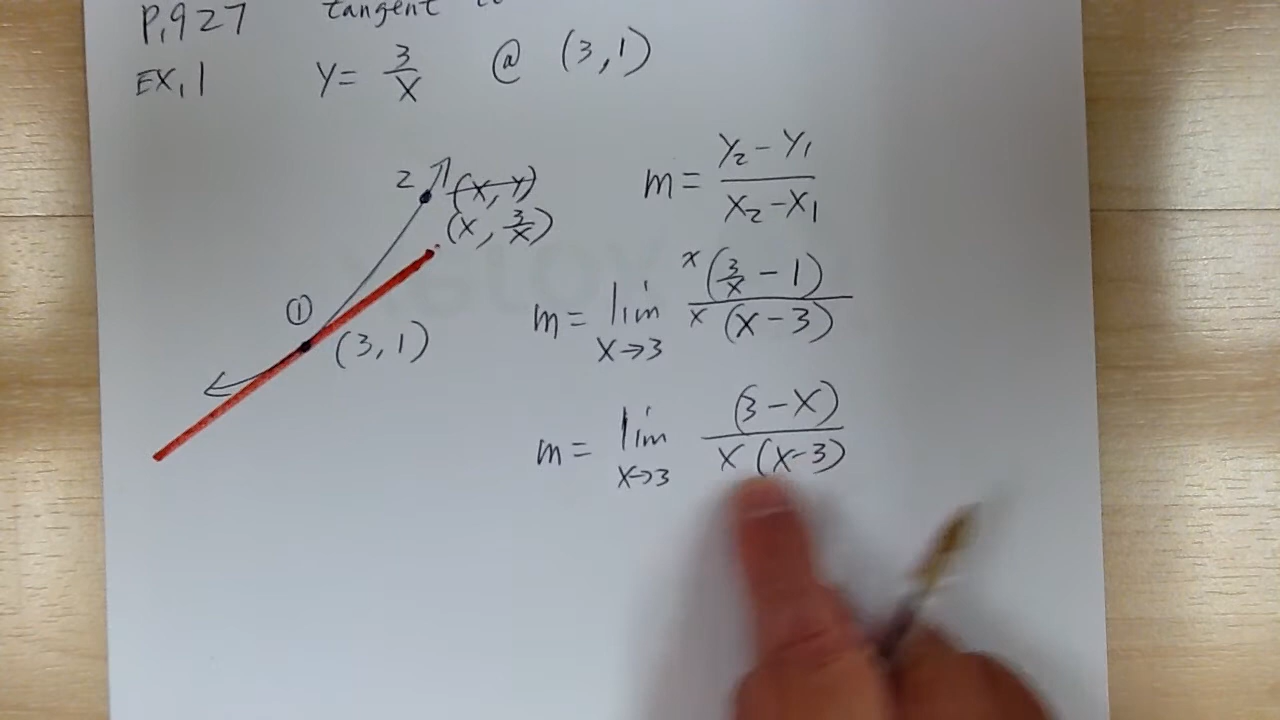 P.927 tangent
EX.1 y = 3/x @ (3,1)
2 (x, y)
(x, 3/x)
① (3,1)
m = y₂ - y₁ / x₂ - x₁
m = lim x→3 x(3/x - 1) / x(x-3)
m = lim x→3 (3-x) / x(x-3)